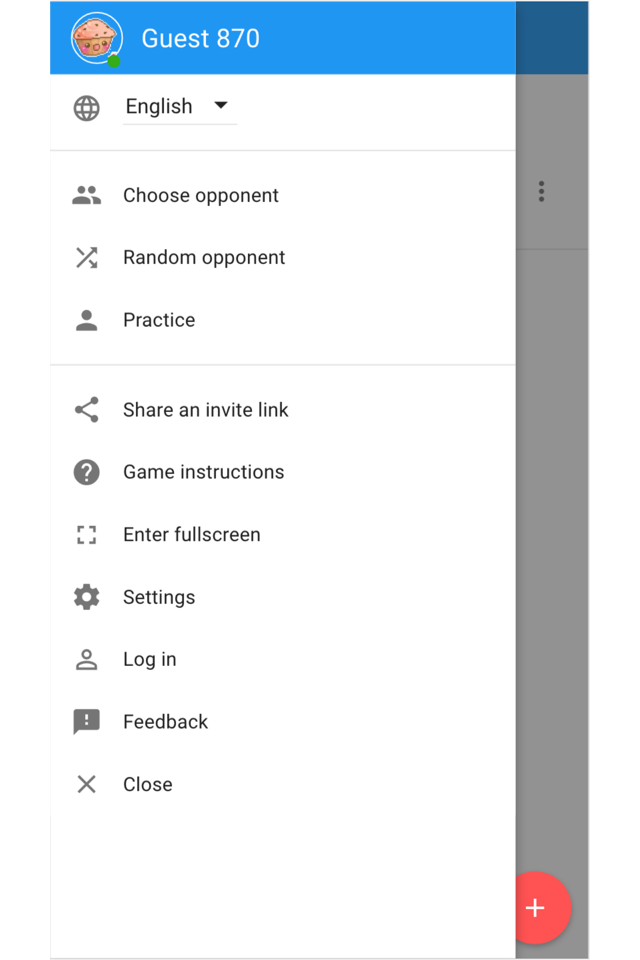 Guest 870
English
Choose opponent
Random opponent
Practice
Share an invite link
Game instructions
Enter fullscreen
Settings
Log in
Feedback
Close